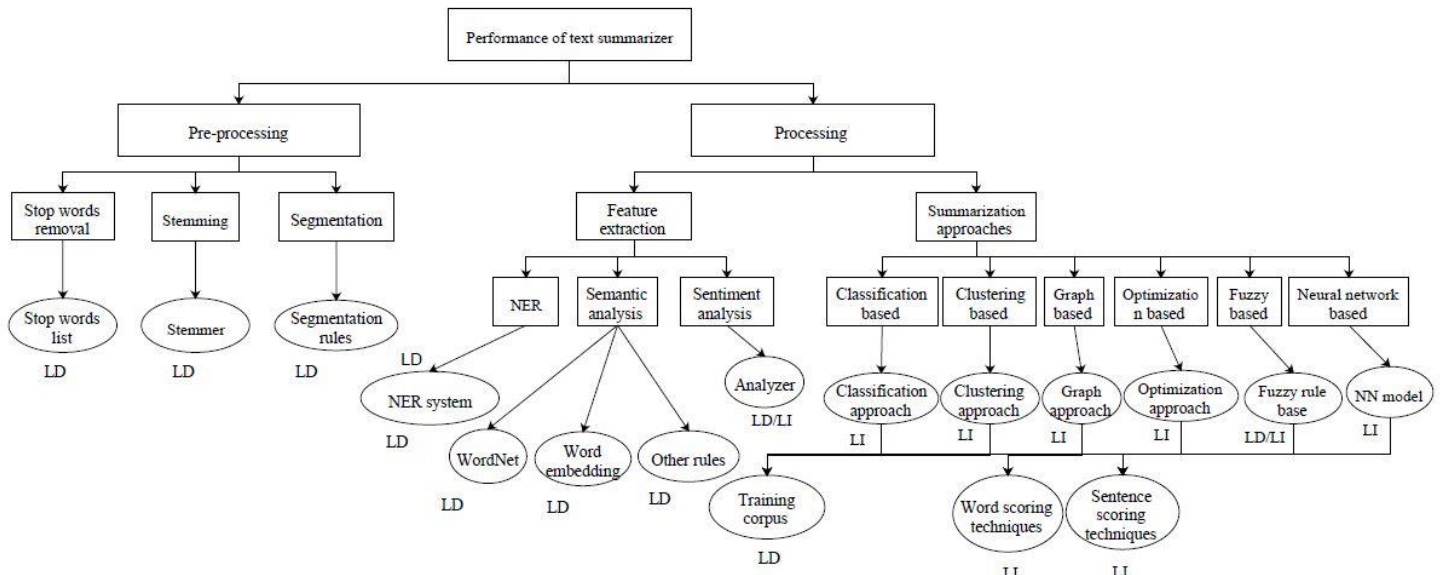 Performance of text summarizer
Pre-processing
Processing
Stop words
removal
Stemming
Segmentation
Feature
extraction
Summarization
approaches
NER
Semantic
analysis
Sentiment
analysis
Classification
based
Clustering
based
Graph
based
Optimizatio
n based
Fuzzy
based
Neural network
based
Stop words
list
LD
Stemmer
LD
Segmentation
rules
LD
LD
NER system
LD
WordNet
LD
Word
embedding
LD
Other rules
LD
Analyzer
LD/LI
Classification
approach
LI
Clustering
approach
LI
Graph
approach
LI
Optimization
approach
LI
Fuzzy rule
base
LD/LI
NN model
LI
Training
corpus
LD
Word scoring
techniques
LI
Sentence
scoring
techniques
LI